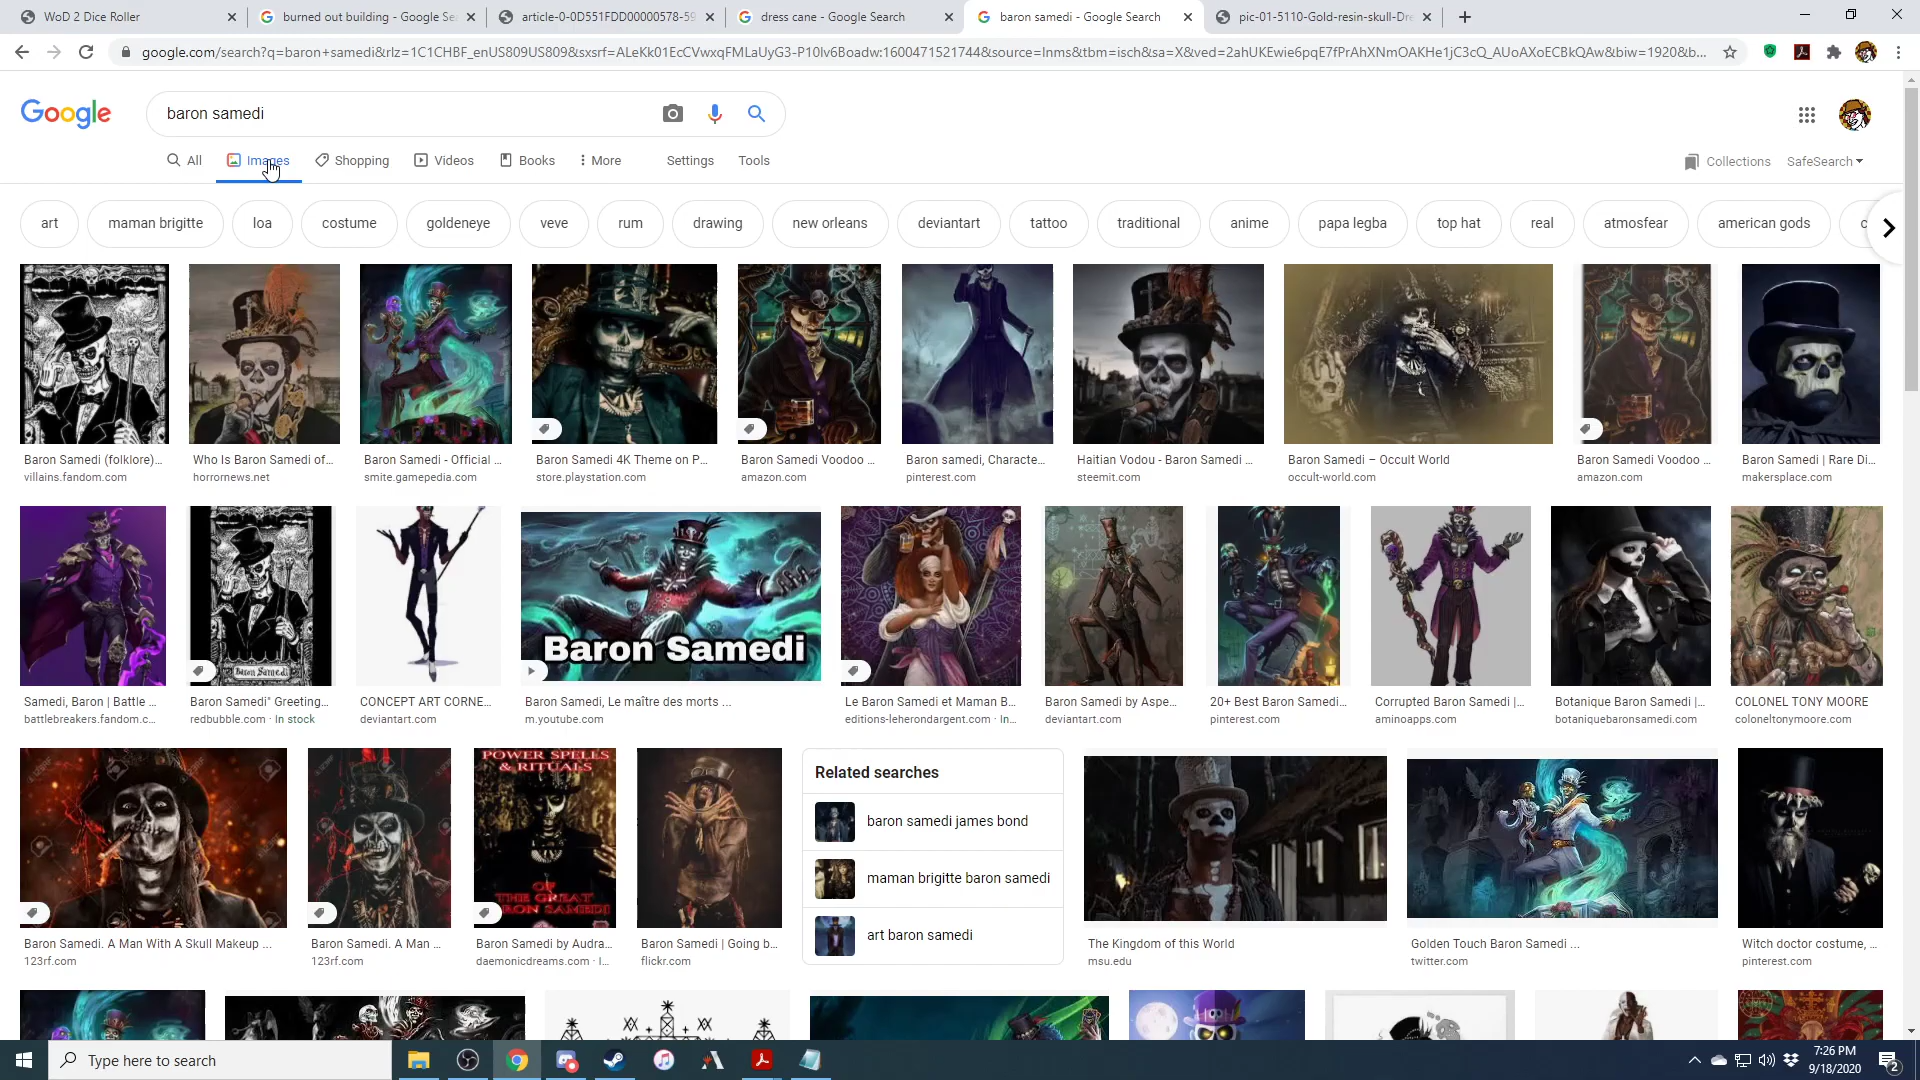 WoD 2 Dice Roller
burned out building - Google Se
article-0-0D551FDD00000578-59
dress cane - Google Search
baron samedi - Google Search
pic-01-5110-Gold-resin-skull-Dre
google.com/search?q=baron+samedi&rlz=1C1CHBF_enUS809US809&sxsrf=ALeKk01EcCVwxqFMLaUyG3-P10lv6Boadw:1600471521744&source=lnms&tbm=isch&sa=X&ved=2ahUKEwie6pqE7fPrAhXNmOAKHe1jC3cQ_AUoAXoECBkQAw&biw=1920&b...
Google
baron samedi
All
Images
Shopping
Videos
Books
More
Settings
Tools
Collections
SafeSearch
art
maman brigitte
loa
costume
goldeneye
veve
rum
drawing
new orleans
deviantart
tattoo
traditional
anime
papa legba
top hat
real
atmosfear
american gods
c
Baron Samedi (folklore)...
Who Is Baron Samedi of...
Baron Samedi - Official ...
Baron Samedi 4K Theme on P...
Baron Samedi Voodoo ...
Baron samedi, Characte...
Haitian Vodou - Baron Samedi ...
Baron Samedi – Occult World
Baron Samedi Voodoo ...
Baron Samedi | Rare Di...
villains.fandom.com
horrornews.net
smite.gamepedia.com
store.playstation.com
amazon.com
pinterest.com
steemit.com
occult-world.com
amazon.com
makersplace.com
Baron Samedi
Baron Samedi
Samedi, Baron | Battle ...
Baron Samedi" Greeting...
CONCEPT ART CORNE...
Baron Samedi, Le maître des morts ...
Le Baron Samedi et Maman B...
Baron Samedi by Aspe...
20+ Best Baron Samedi...
Corrupted Baron Samedi |...
Botanique Baron Samedi |...
COLONEL TONY MOORE
battlebreakers.fandom.c...
redbubble.com · In stock
deviantart.com
m.youtube.com
editions-leherondargent.com · In...
deviantart.com
pinterest.com
aminoapps.com
botaniquebaronsamedi.com
coloneltonymoore.com
POWER SPELLS
& RITUALS
OF
THE GREAT
BARON SAMEDI
Related searches
baron samedi james bond
maman brigitte baron samedi
art baron samedi
Baron Samedi. A Man With A Skull Makeup ...
Baron Samedi. A Man ...
Baron Samedi by Audra...
Baron Samedi | Going b...
The Kingdom of this World
Golden Touch Baron Samedi ...
Witch doctor costume, ...
123rf.com
123rf.com
daemonicdreams.com · I...
flickr.com
msu.edu
twitter.com
pinterest.com
Type here to search
7:26 PM
9/18/2020
2